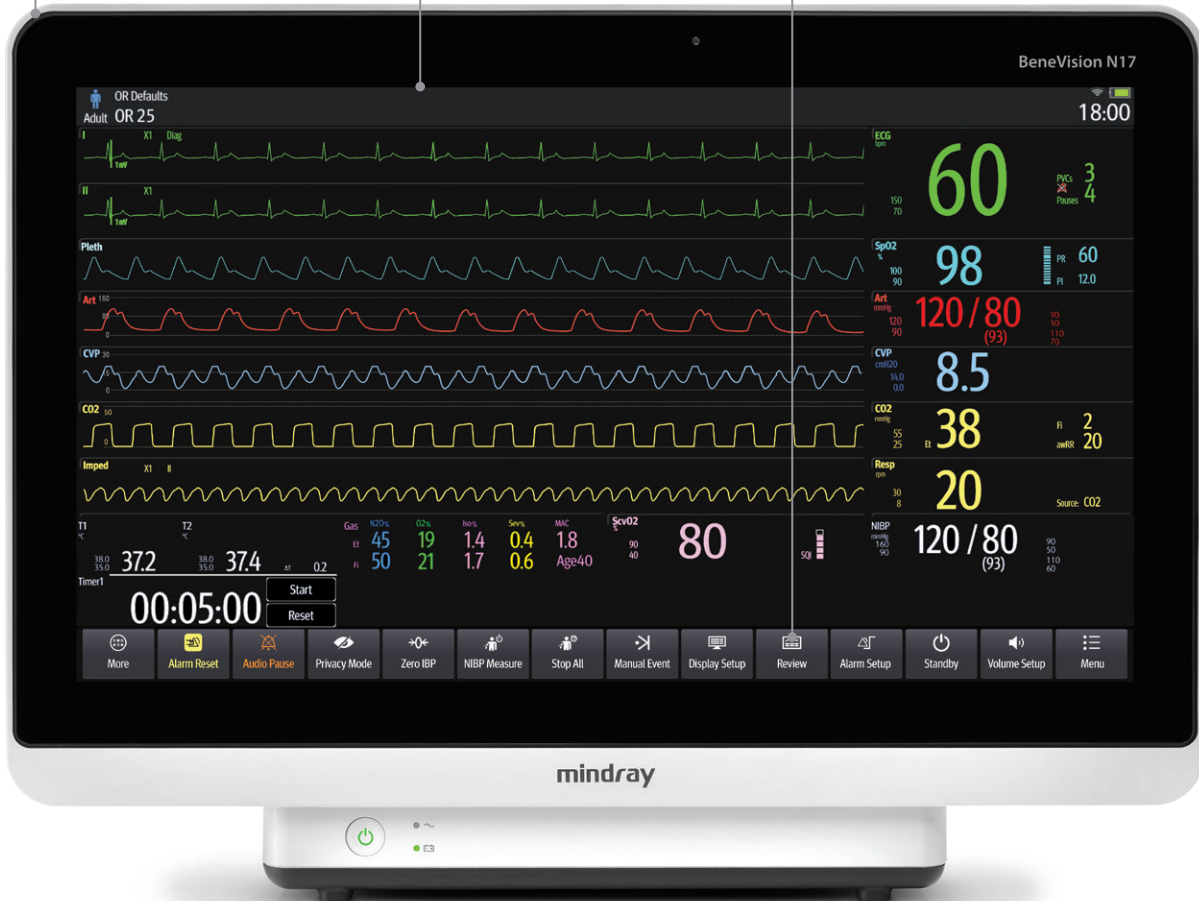 BeneVision N17
OR Defaults
Adult OR 25
18:00
I X1 Diag
1mV
II X1
1mV
ECG
bpm
150
70
60
PVCs 3
Pauses 4
Pleth
SpO2
%
100
90
98
PR 60
PI 12.0
Art 160
80
0
Art
mmHg
120
90
120 / 80
(93)
90
50
110
70
CVP 30
0
CVP
cmH2O
14.0
0.0
8.5
CO2 50
0
CO2
mmHg
55
25
Et 38
Fi 2
awRR 20
Imped X1 II
Resp
rpm
30
8
20
Source: CO2
T1
°C
38.0
35.0
37.2
T2
°C
38.0
35.0
37.4
ΔT 0.2
Gas N2O% O2% Iso% Sev% MAC
Et 45 19 1.4 0.4 1.8
Fi 50 21 1.7 0.6 Age40
ScvO2
%
90
40
80
SQI
NIBP
mmHg
160
90
120 / 80
(93)
90
50
110
60
Timer1
00:05:00
Start
Reset
More
Alarm Reset
Audio Pause
Privacy Mode
Zero IBP
NIBP Measure
Stop All
Manual Event
Display Setup
Review
Alarm Setup
Standby
Volume Setup
Menu
mindray